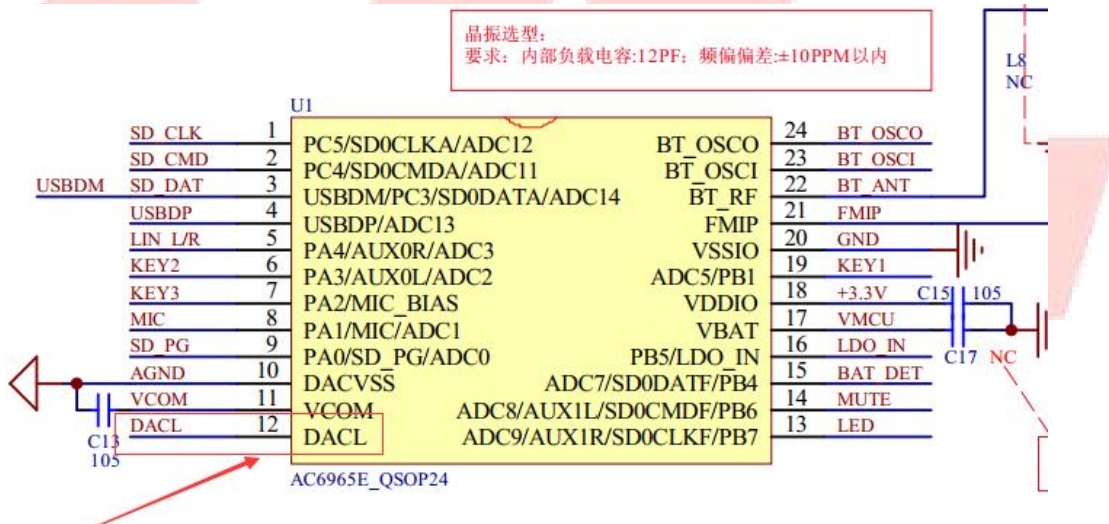 晶振选型:
要求：内部负载电容:12PF；频偏偏差:±10PPM以内
L8
NC
U1
SD_CLK 1 PC5/SD0CLKA/ADC12 BT_OSCO 24 BT_OSCO
SD_CMD 2 PC4/SD0CMDA/ADC11 BT_OSCI 23 BT_OSCI
USBDM SD_DAT 3 USBDM/PC3/SD0DATA/ADC14 BT_RF 22 BT_ANT
USBDP 4 USBDP/ADC13 FMIP 21 FMIP
LIN_L/R 5 PA4/AUX0R/ADC3 VSSIO 20 GND
KEY2 6 PA3/AUX0L/ADC2 ADC5/PB1 19 KEY1
KEY3 7 PA2/MIC_BIAS VDDIO 18 +3.3V C15 105
MIC 8 PA1/MIC/ADC1 VBAT 17 VMCU
C17 NC
SD_PG 9 PA0/SD_PG/ADC0 PB5/LDO_IN 16 LDO_IN
AGND 10 DACVSS ADC7/SD0DATF/PB4 15 BAT_DET
VCOM 11 VCOM ADC8/AUX1L/SD0CMDF/PB6 14 MUTE
DACL 12 DACL ADC9/AUX1R/SD0CLKF/PB7 13 LED
C13
105
AC6965E_QSOP24